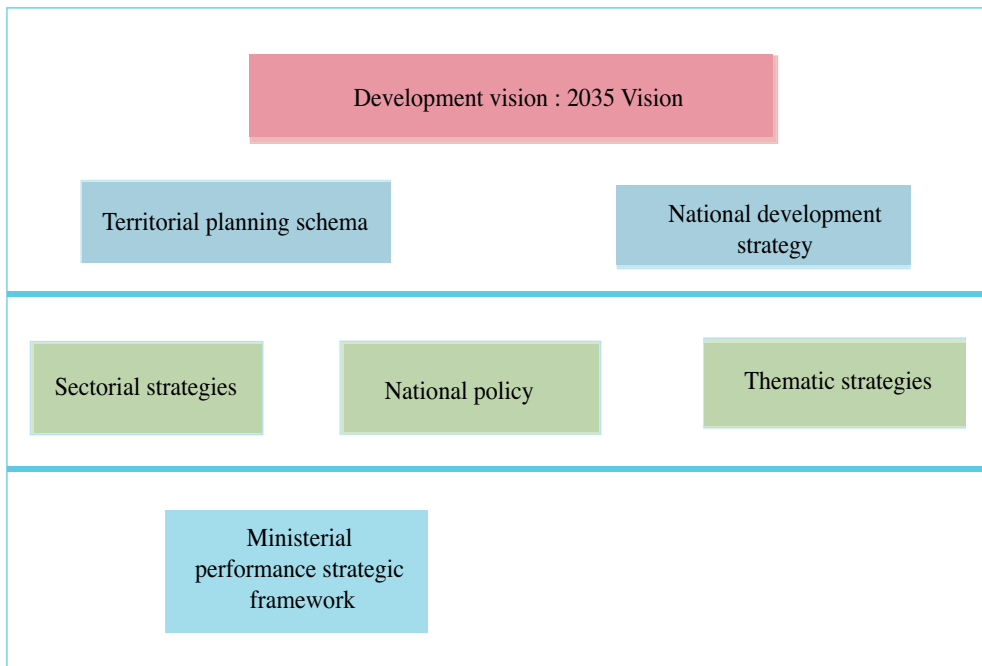 Development vision : 2035 Vision
Territorial planning schema
National development
strategy
Sectorial strategies
National policy
Thematic strategies
Ministerial
performance strategic
framework